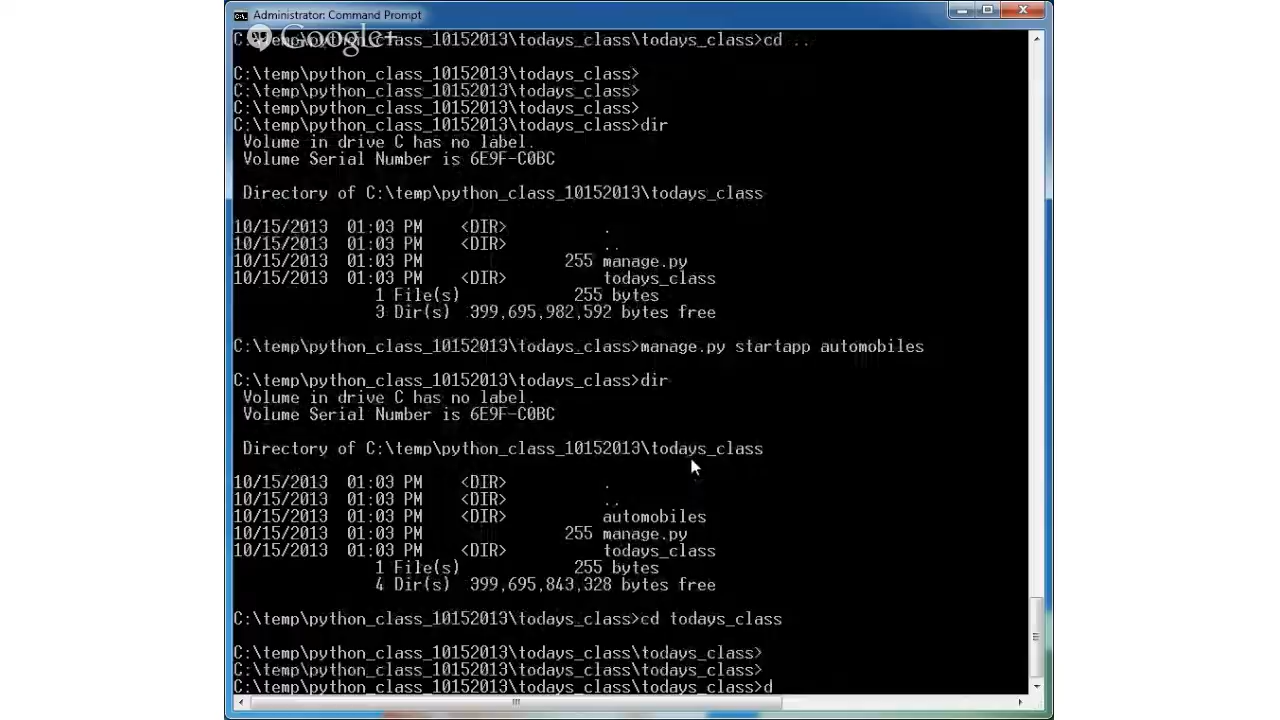 Administrator: Command Prompt
Google+
C:\temp\python_class_10152013\todays_class\todays_class>cd ..
C:\temp\python_class_10152013\todays_class>
C:\temp\python_class_10152013\todays_class>
C:\temp\python_class_10152013\todays_class>
C:\temp\python_class_10152013\todays_class>dir
Volume in drive C has no label.
Volume Serial Number is 6E9F-C0BC
Directory of C:\temp\python_class_10152013\todays_class
10/15/2013 01:03 PM <DIR> .
10/15/2013 01:03 PM <DIR> ..
10/15/2013 01:03 PM 255 manage.py
10/15/2013 01:03 PM <DIR> todays_class
1 File(s) 255 bytes
3 Dir(s) 399,695,982,592 bytes free
C:\temp\python_class_10152013\todays_class>manage.py startapp automobiles
C:\temp\python_class_10152013\todays_class>dir
Volume in drive C has no label.
Volume Serial Number is 6E9F-C0BC
Directory of C:\temp\python_class_10152013\todays_class
10/15/2013 01:03 PM <DIR> .
10/15/2013 01:03 PM <DIR> ..
10/15/2013 01:03 PM <DIR> automobiles
10/15/2013 01:03 PM 255 manage.py
10/15/2013 01:03 PM <DIR> todays_class
1 File(s) 255 bytes
4 Dir(s) 399,695,843,328 bytes free
C:\temp\python_class_10152013\todays_class>cd todays_class
C:\temp\python_class_10152013\todays_class\todays_class>
C:\temp\python_class_10152013\todays_class\todays_class>
C:\temp\python_class_10152013\todays_class\todays_class>d